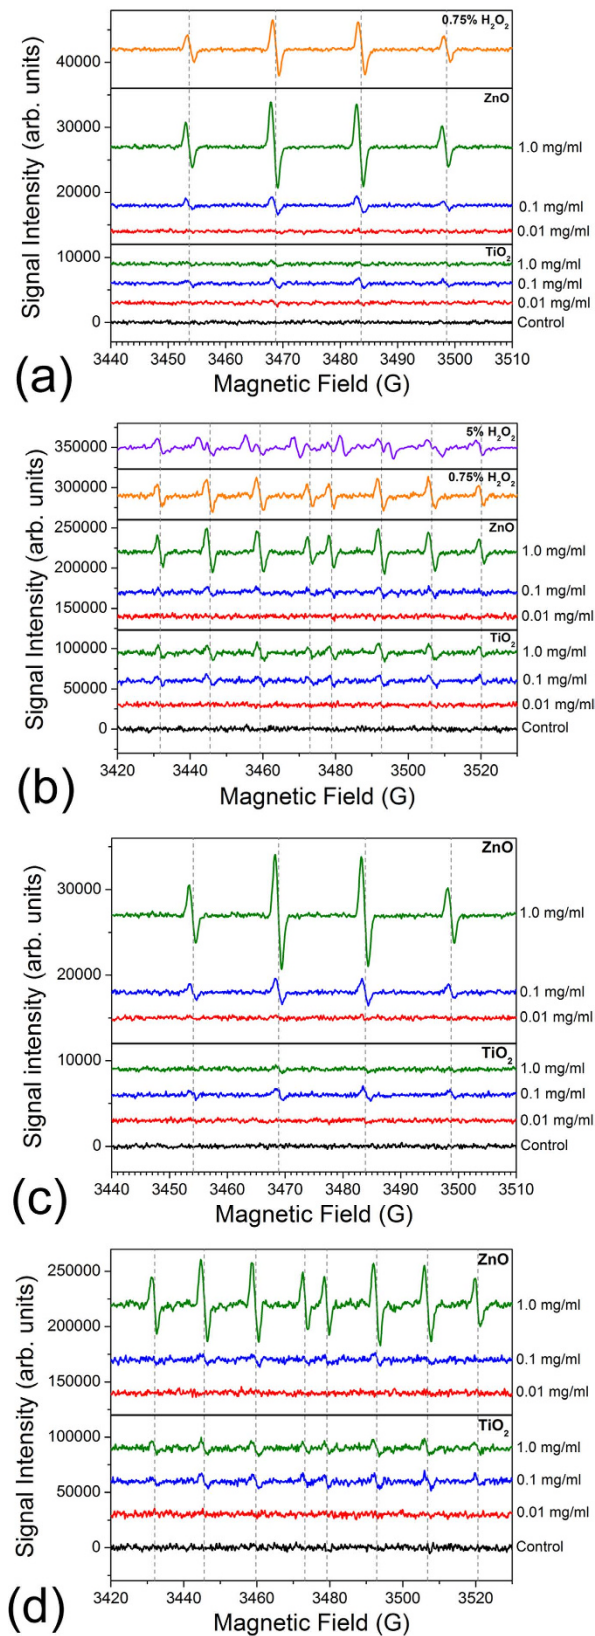 0.75% H₂O₂
40000
ZnO
30000
1.0 mg/ml
20000
0.1 mg/ml
0.01 mg/ml
10000
TiO₂
1.0 mg/ml
0.1 mg/ml
0.01 mg/ml
0
Control
Signal Intensity (arb. units)
3440 3450 3460 3470 3480 3490 3500 3510
Magnetic Field (G)
(a)
5% H₂O₂
350000
0.75% H₂O₂
300000
250000
ZnO
1.0 mg/ml
200000
0.1 mg/ml
150000
0.01 mg/ml
TiO₂
100000
1.0 mg/ml
50000
0.1 mg/ml
0.01 mg/ml
0
Control
Signal Intensity (arb. units)
3420 3440 3460 3480 3500 3520
Magnetic Field (G)
(b)
ZnO
30000
1.0 mg/ml
20000
0.1 mg/ml
0.01 mg/ml
10000
TiO₂
1.0 mg/ml
0.1 mg/ml
0.01 mg/ml
0
Control
Signal intensity (arb. units)
3440 3450 3460 3470 3480 3490 3500 3510
Magnetic Field (G)
(c)
ZnO
250000
1.0 mg/ml
200000
0.1 mg/ml
150000
0.01 mg/ml
TiO₂
100000
1.0 mg/ml
0.1 mg/ml
50000
0.01 mg/ml
0
Control
Signal Intensity (arb. units)
3420 3440 3460 3480 3500 3520
Magnetic Field (G)
(d)